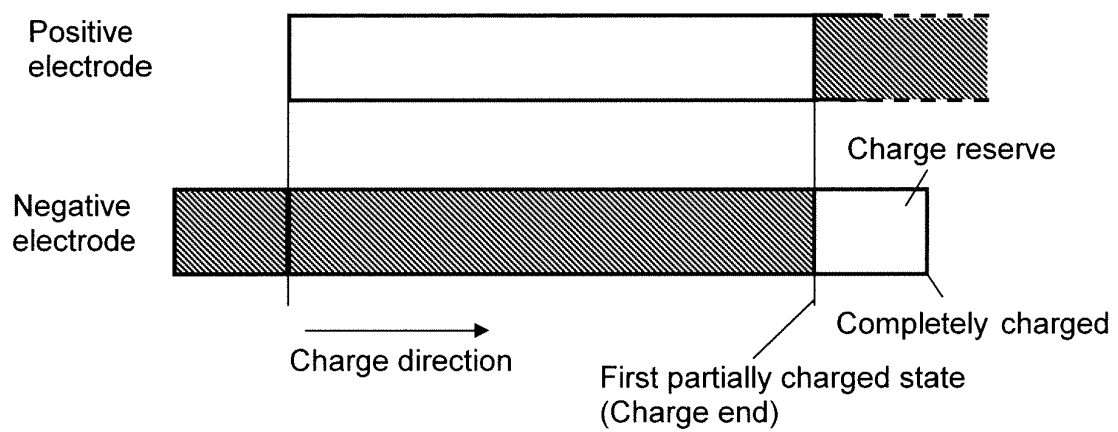 Positive
electrode
Charge reserve
Negative
electrode
Completely charged
Charge direction
First partially charged state
(Charge end)